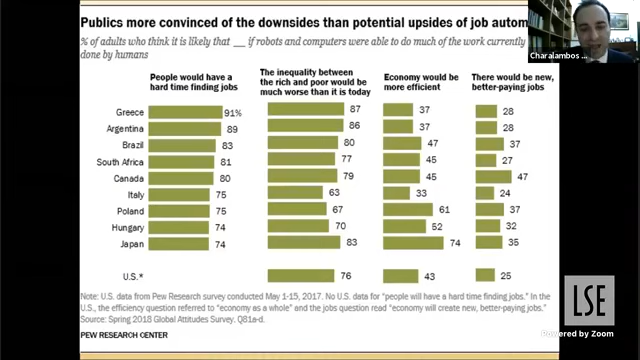 Publics more convinced of the downsides than potential upsides of job autom
% of adults who think it is likely that __ if robots and computers were able to do much of the work currently
done by humans
Charalambos ...
People would have a
hard time finding jobs
The inequality between
the rich and poor would be
much worse than it is today
Economy would be
more efficient
There would be new,
better-paying jobs
Greece 91% 87 37 28
Argentina 89 86 37 28
Brazil 83 80 47 37
South Africa 81 77 45 27
Canada 80 79 45 47
Italy 75 63 33 24
Poland 75 67 61 37
Hungary 74 70 52 32
Japan 74 83 74 35
U.S.* 76 43 25
Note: U.S. data from Pew Research survey conducted May 1-15, 2017. No U.S. data for "people will have a hard time finding jobs." In
the U.S., the efficiency question referred to "economy as a whole" and the jobs question read "economy will create new, better-paying jobs."
Source: Spring 2018 Global Attitudes Survey. Q81a-d.
PEW RESEARCH CENTER
LSE
Powered by Zoom